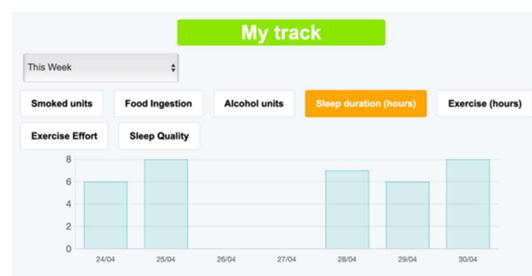 My track
This Week
Smoked units Food Ingestion Alcohol units Sleep duration (hours) Exercise (hours)
Exercise Effort Sleep Quality
8
6
4
2
0
24/04 25/04 26/04 27/04 28/04 29/04 30/04